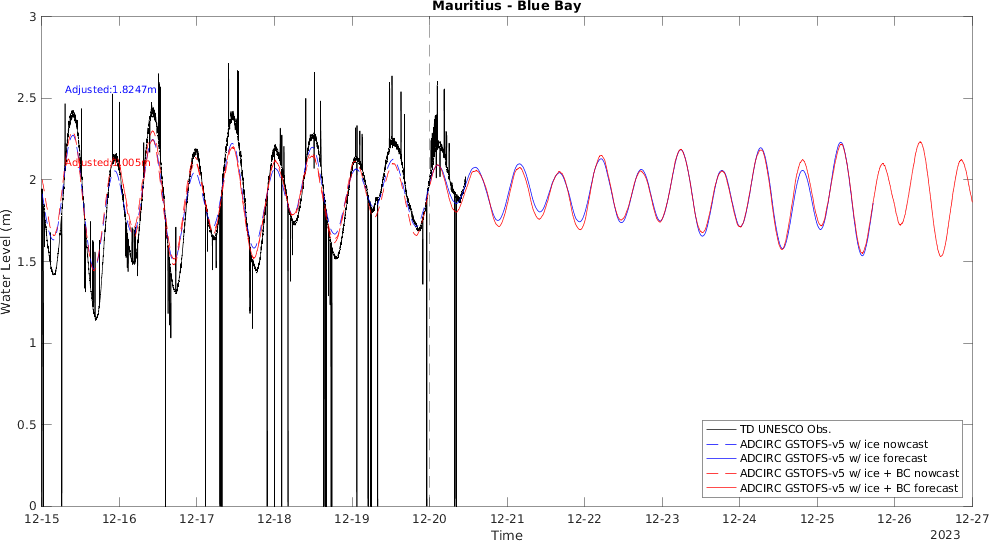 Mauritius - Blue Bay
3
2.5
2
1.5
1
0.5
0
Water Level (m)
Adjusted:1.8247m
TD UNESCO Obs.
ADCIRC GSTOFS-v5 w/ ice nowcast
ADCIRC GSTOFS-v5 w/ ice forecast
ADCIRC GSTOFS-v5 w/ ice + BC nowcast
ADCIRC GSTOFS-v5 w/ ice + BC forecast
12-15 12-16 12-17 12-18 12-19 12-20 12-21 12-22 12-23 12-24 12-25 12-26 12-27
Time
2023